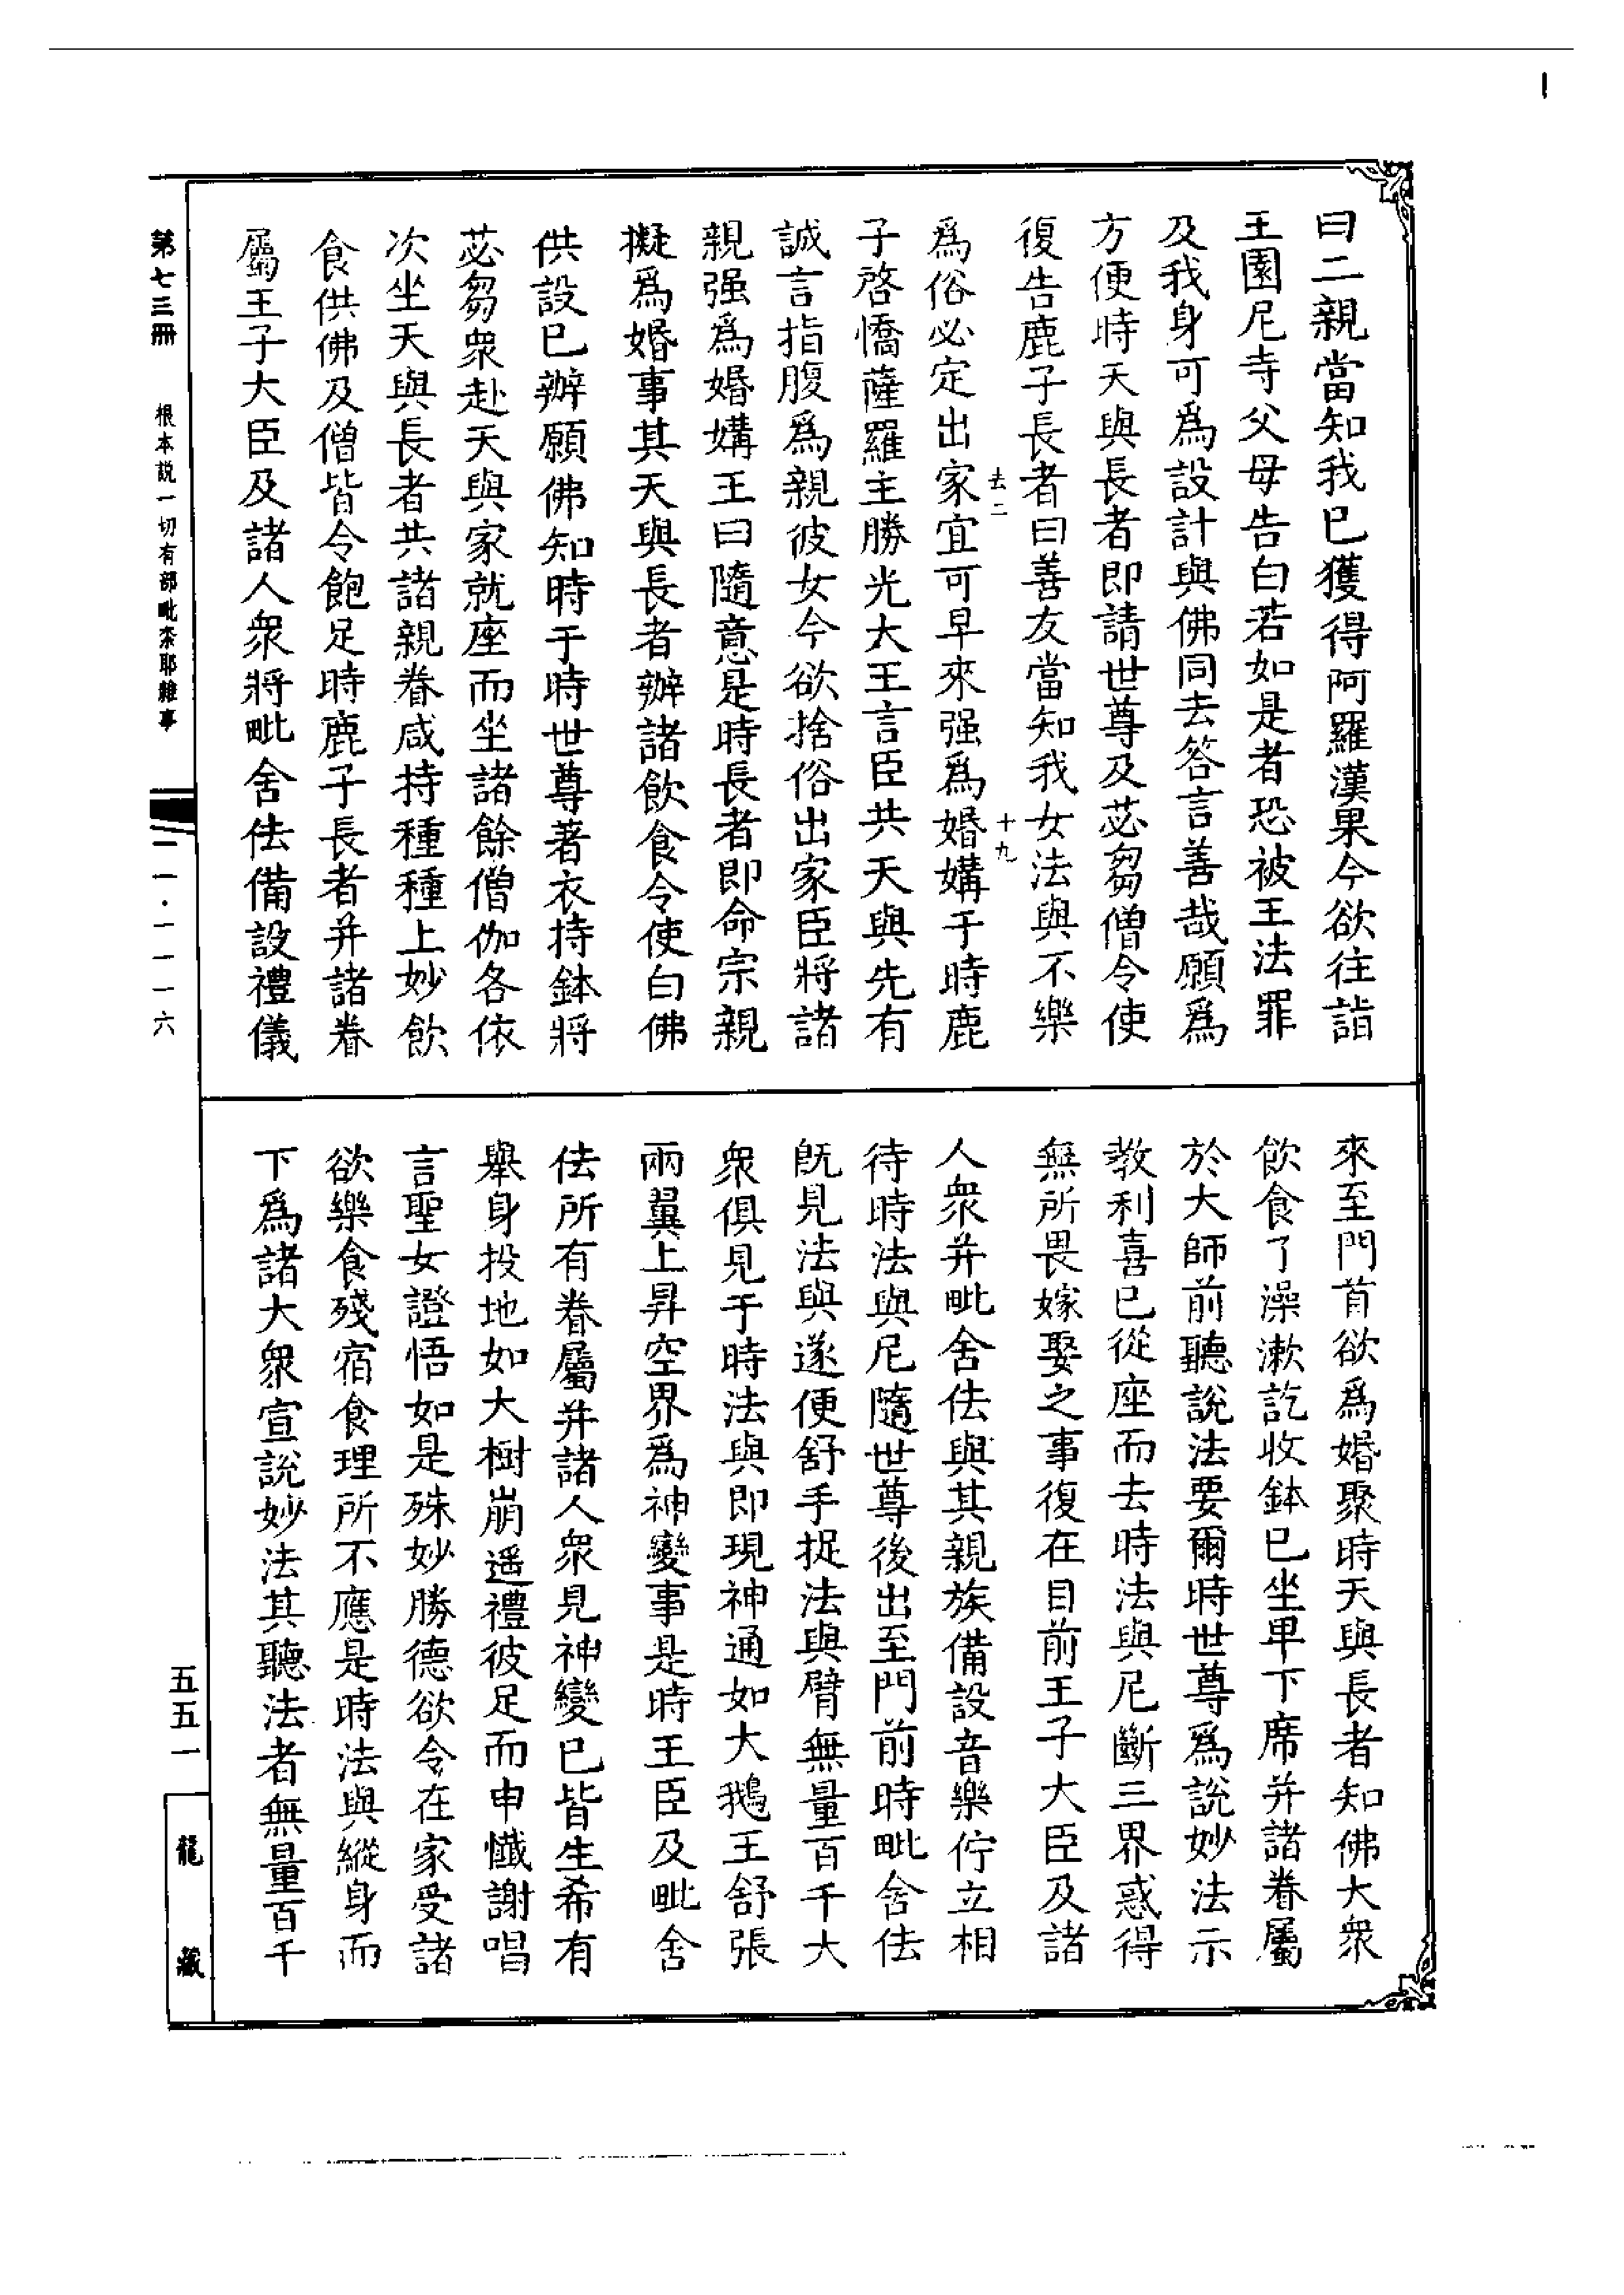 曰二親當知我已獲得阿羅漢果今欲往詣
王園尼寺父母告白若如是者恐被王法罪
及我身可爲設計與佛同去答言善哉願爲
方便時天與長者即請世尊及苾芻僧令使
復告鹿子長者曰善友當知我女法與不樂
去二
十九
爲俗必定出家宜可早來强爲婚媾于時鹿
子啓憍薩羅主勝光大王言臣共天與先有
誠言指腹爲親彼女今欲捨俗出家臣將諸
親强爲婚媾王曰隨意是時長者即命宗親
擬爲婚事其天與長者辦諸飲食令使白佛
供設已辦願佛知時于時世尊著衣持鉢將
苾芻衆赴天與家就座而坐諸餘僧伽各依
次坐天與長者共諸親眷咸持種種上妙飲
食供佛及僧皆令飽足時鹿子長者并諸眷
屬王子大臣及諸人衆將毗舍佉備設禮儀
來至門首欲爲婚聚時天與長者知佛大衆
飲食了澡漱訖收鉢已坐卑下席并諸眷屬
於大師前聽說法要爾時世尊爲說妙法示
教利喜已從座而去時法與尼斷三界惑得
無所畏嫁娶之事復在目前王子大臣及諸
人衆并毗舍佉與其親族備設音樂佇立相
待時法與尼隨世尊後出至門前時毗舍佉
旣見法與遂便舒手捉法與臂無量百千大
衆俱見于時法與即現神通如大鵝王舒張
兩翼上昇空界爲神變事是時王臣及毗舍
佉所有眷屬并諸人衆見神變已皆生希有
舉身投地如大樹崩遥禮彼足而申懺謝唱
言聖女證悟如是殊妙勝德欲令在家受諸
欲樂食殘宿食理所不應是時法與縱身而
下爲諸大衆宣說妙法其聽法者無量百千
第七三冊
根本説一切有部毗柰耶雜事
一一一·一一一六
五五一
龍藏